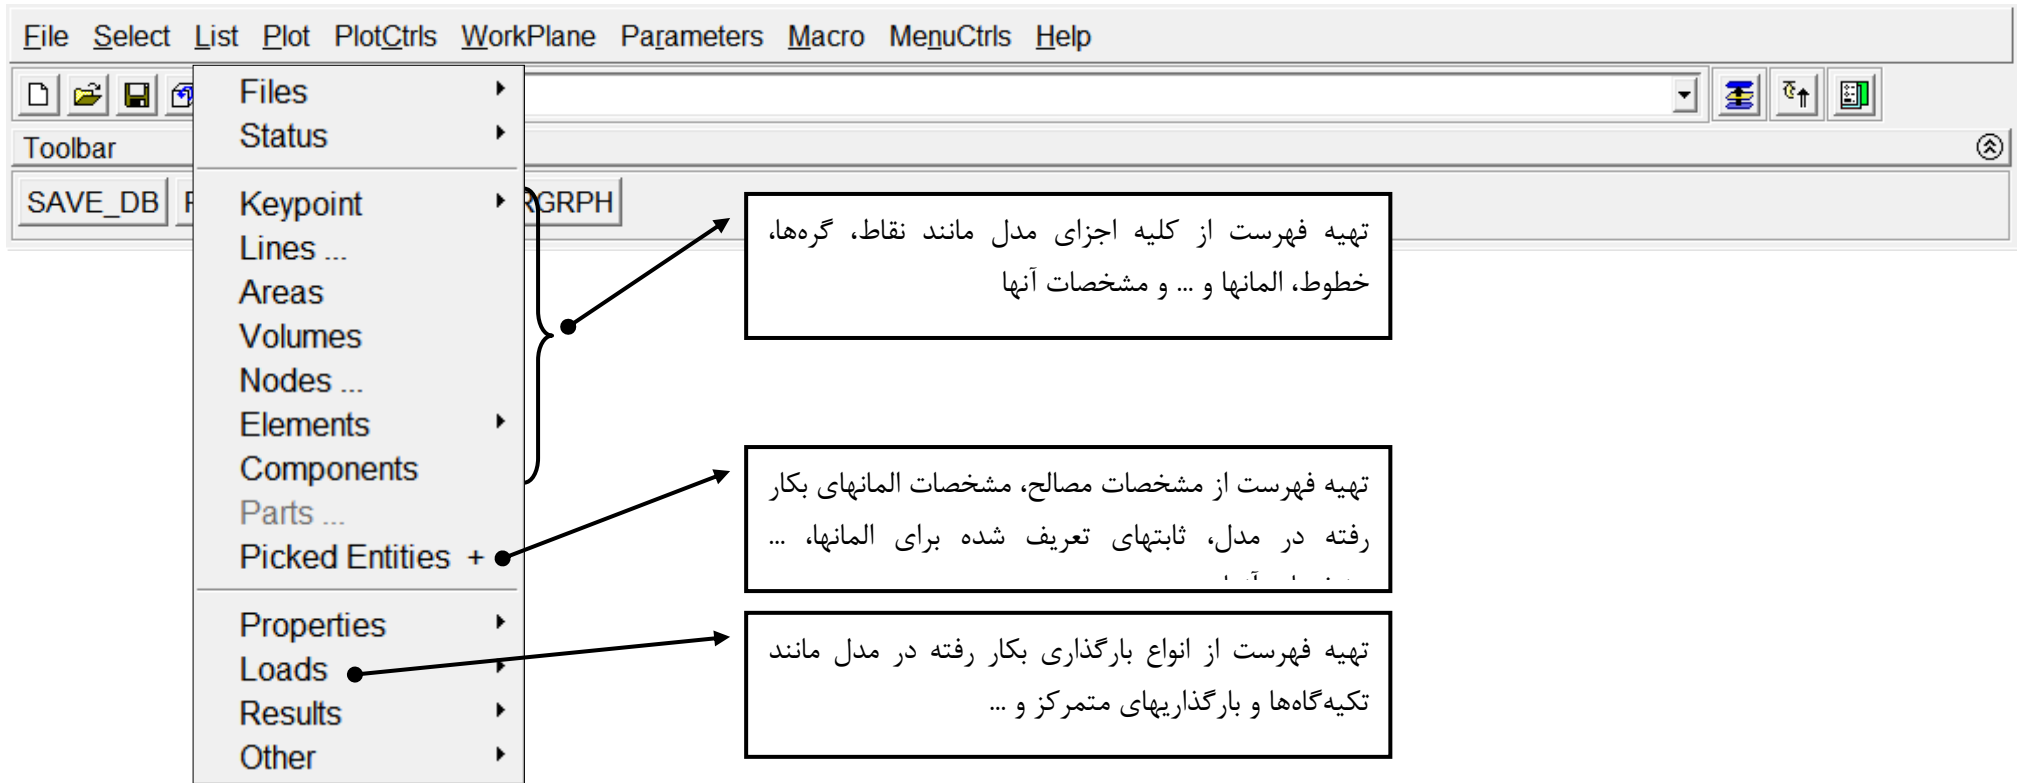 File Select List Plot PlotCtrls WorkPlane Parameters Macro MenuCtrls Help
Toolbar
SAVE_DB
RGRPH
Files
Status
Keypoint
Lines ...
Areas
Volumes
Nodes ...
Elements
Components
Parts ...
Picked Entities +
Properties
Loads
Results
Other
تهیه فهرست از کلیه اجزای مدل مانند نقاط، گره‌ها،
خطوط، المانها و ... و مشخصات آنها
تهیه فهرست از مشخصات مصالح، مشخصات المانهای بکار
رفته در مدل، ثابتهای تعریف شده برای المانها، ...
تهیه فهرست از انواع بارگذاری بکار رفته در مدل مانند
تکیه‌گاه‌ها و بارگذاریهای متمرکز و ...